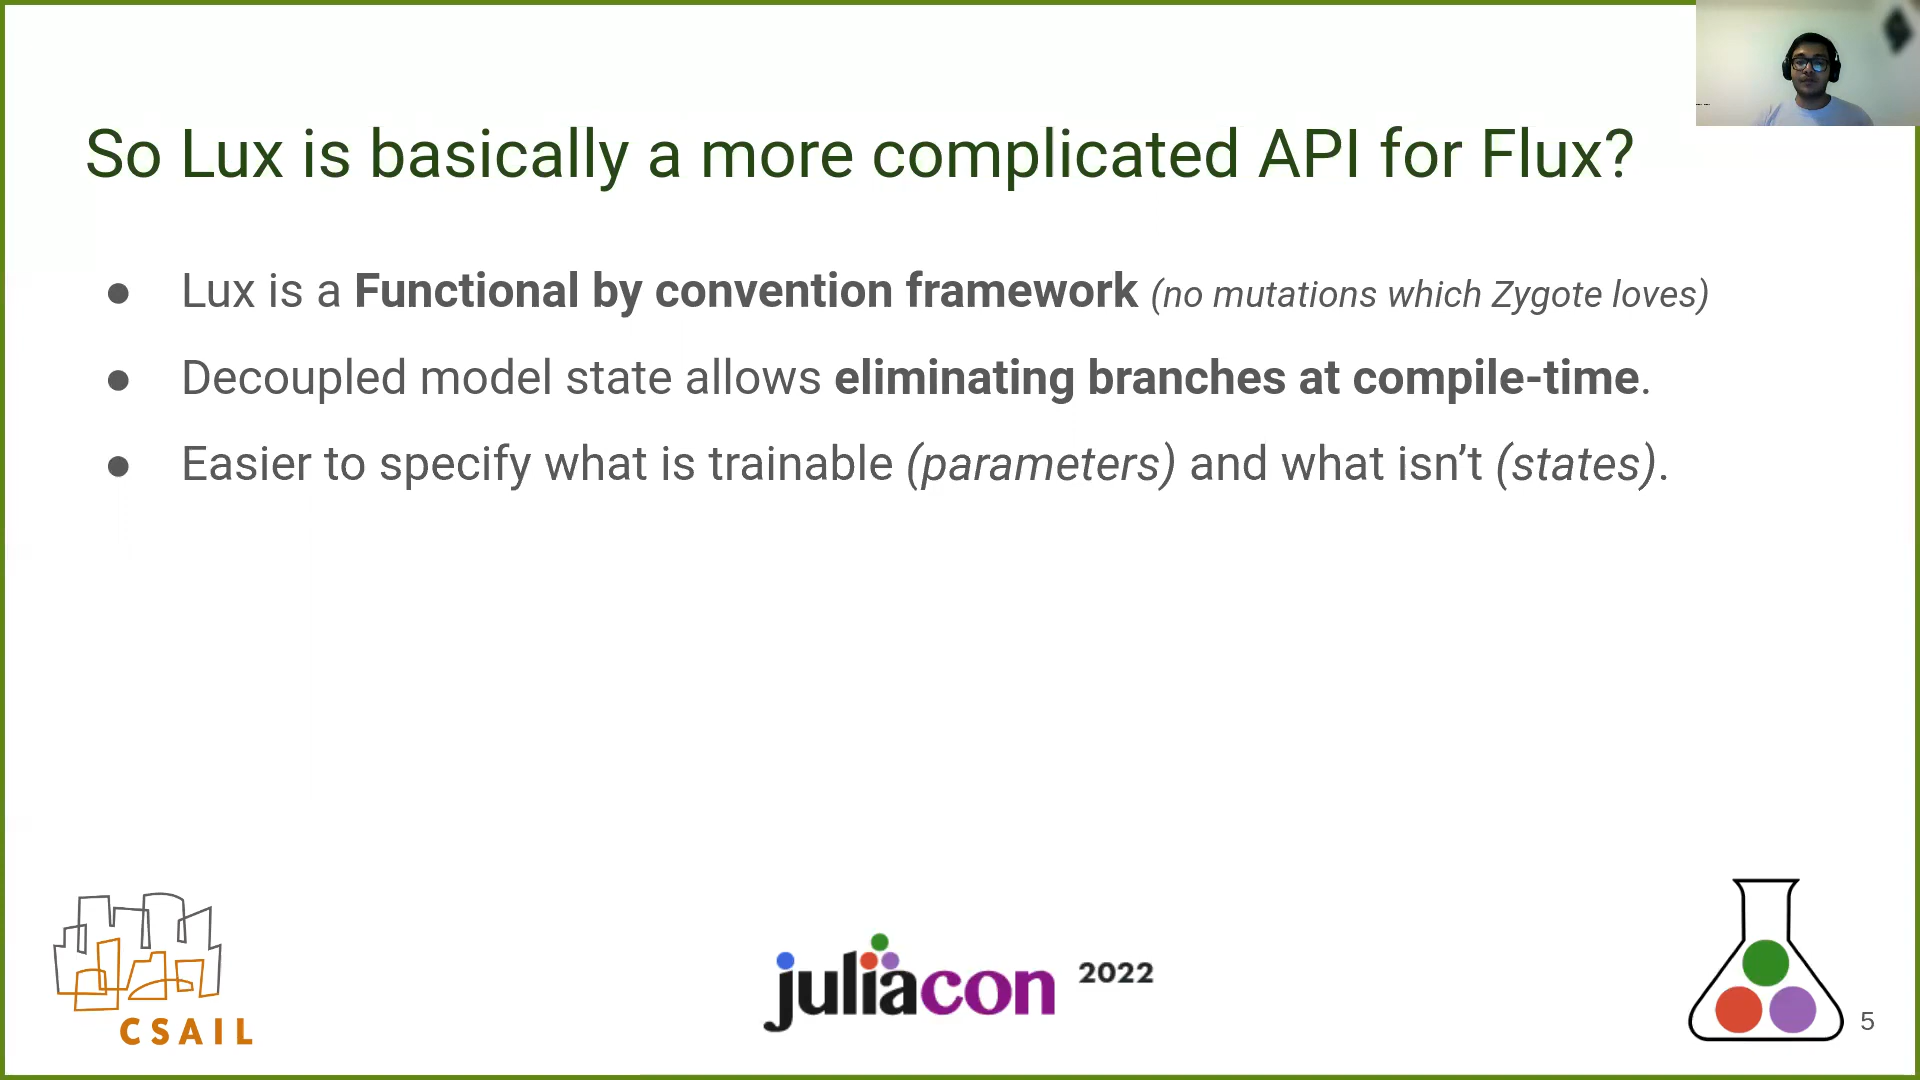 So Lux is basically a more complicated API for Flux?
● Lux is a Functional by convention framework (no mutations which Zygote loves)
● Decoupled model state allows eliminating branches at compile-time.
● Easier to specify what is trainable (parameters) and what isn’t (states).
CSAIL
juliacon 2022
5